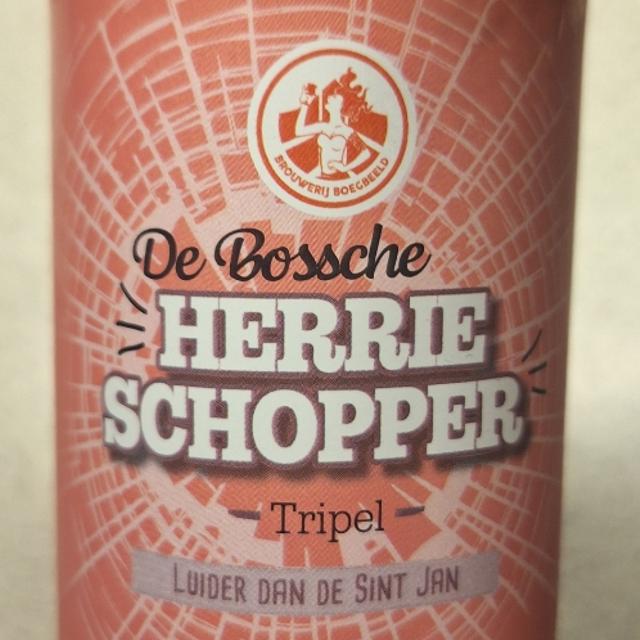 BROUWERIJ BOEGBEELD
De Bossche
HERRIE
SCHOPPER
Tripel
LUIDER DAN DE SINT JAN